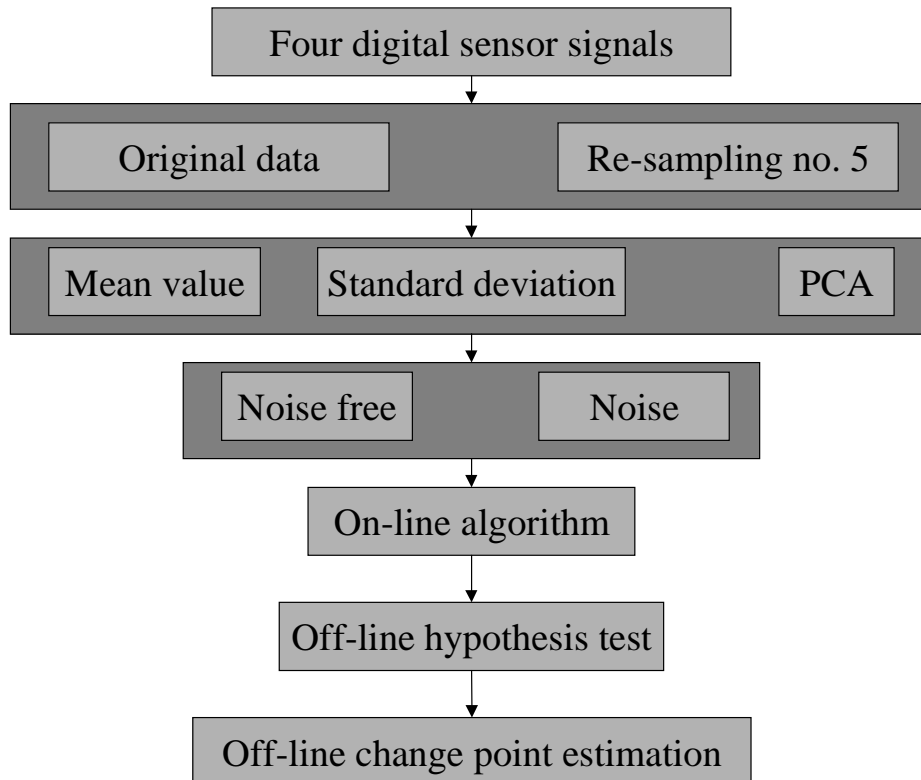 Four digital sensor signals
Original data
Re-sampling no. 5
Mean value
Standard deviation
PCA
Noise free
Noise
On-line algorithm
Off-line hypothesis test
Off-line change point estimation